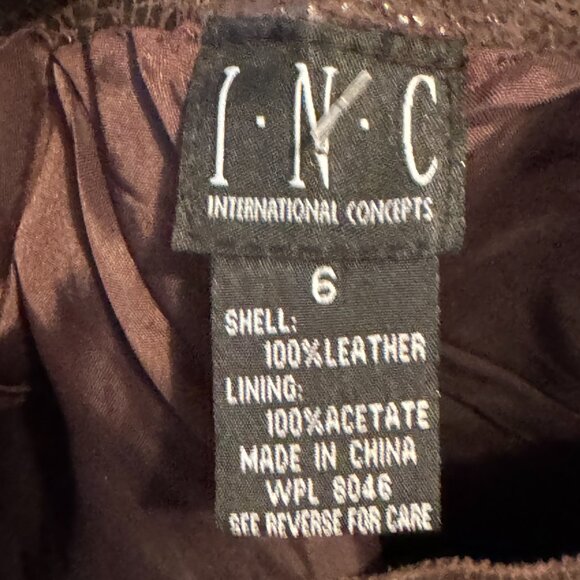 I·N·C
INTERNATIONAL CONCEPTS
6
SHELL:
100%LEATHER
LINING:
100%ACETATE
MADE IN CHINA
WPL 8046
SEE REVERSE FOR CARE